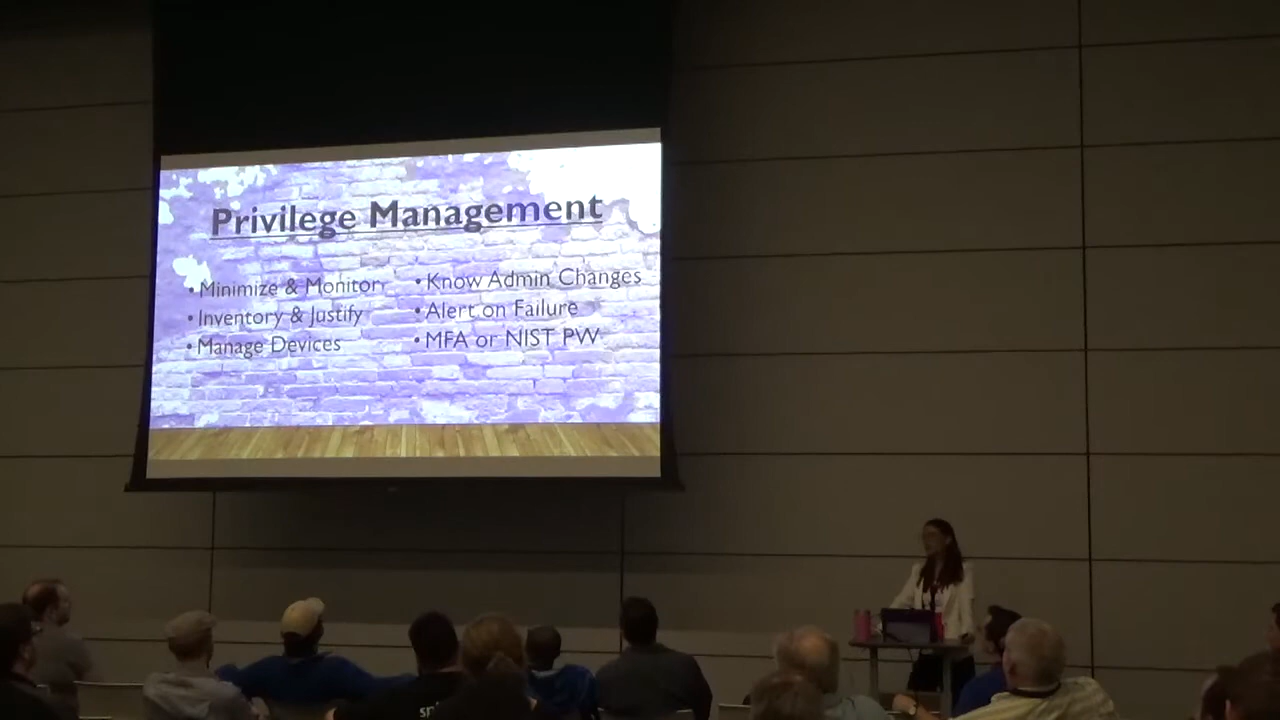 Privilege Management
• Minimize & Monitor
• Inventory & Justify
• Manage Devices
• Know Admin Changes
• Alert on Failure
• MFA or NIST PW